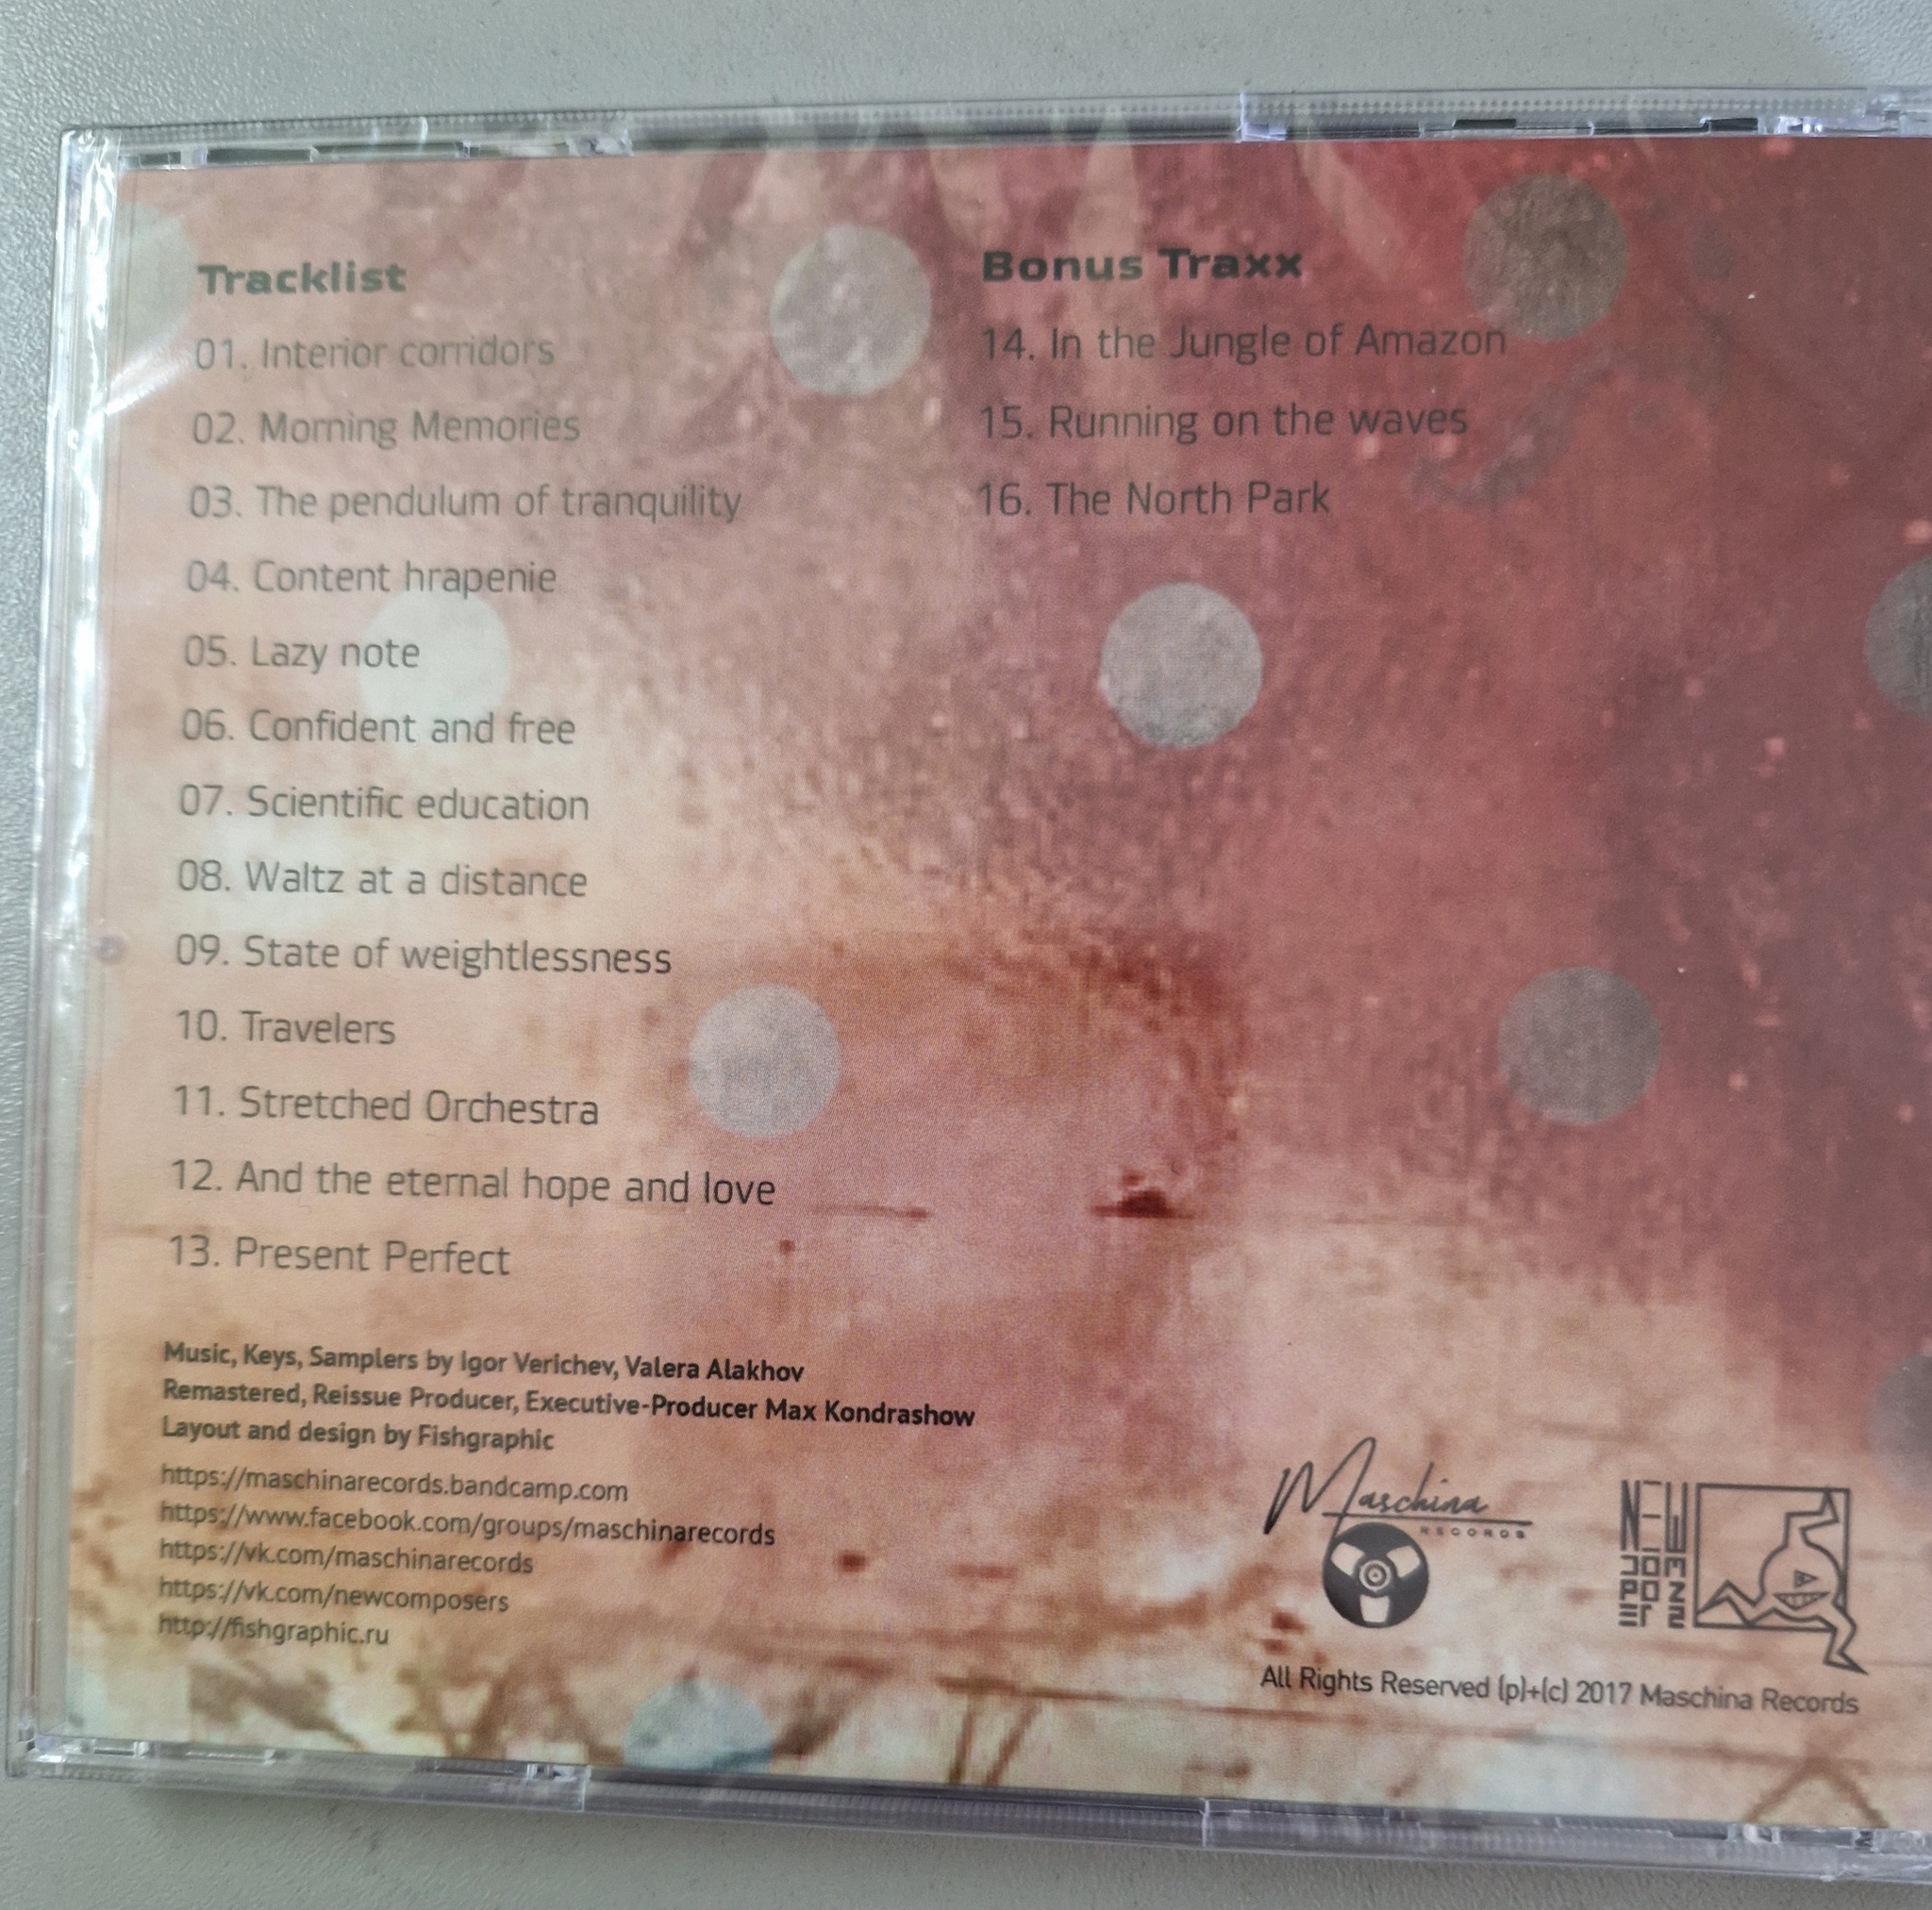 Tracklist
01. Interior corridors
02. Morning Memories
03. The pendulum of tranquility
04. Content hrapenie
05. Lazy note
06. Confident and free
07. Scientific education
08. Waltz at a distance
09. State of weightlessness
10. Travelers
11. Stretched Orchestra
12. And the eternal hope and love
13. Present Perfect
Bonus Traxx
14. In the Jungle of Amazon
15. Running on the waves
16. The North Park
Music, Keys, Samplers by Igor Verichev, Valera Alakhov
Remastered, Reissue Producer, Executive-Producer Max Kondrashow
Layout and design by Fishgraphic
https://maschinarecords.bandcamp.com
https://www.facebook.com/groups/maschinarecords
https://vk.com/maschinarecords
https://vk.com/newcomposers
http://fishgraphic.ru
Maschina
RECORDS
All Rights Reserved (p)+(c) 2017 Maschina Records